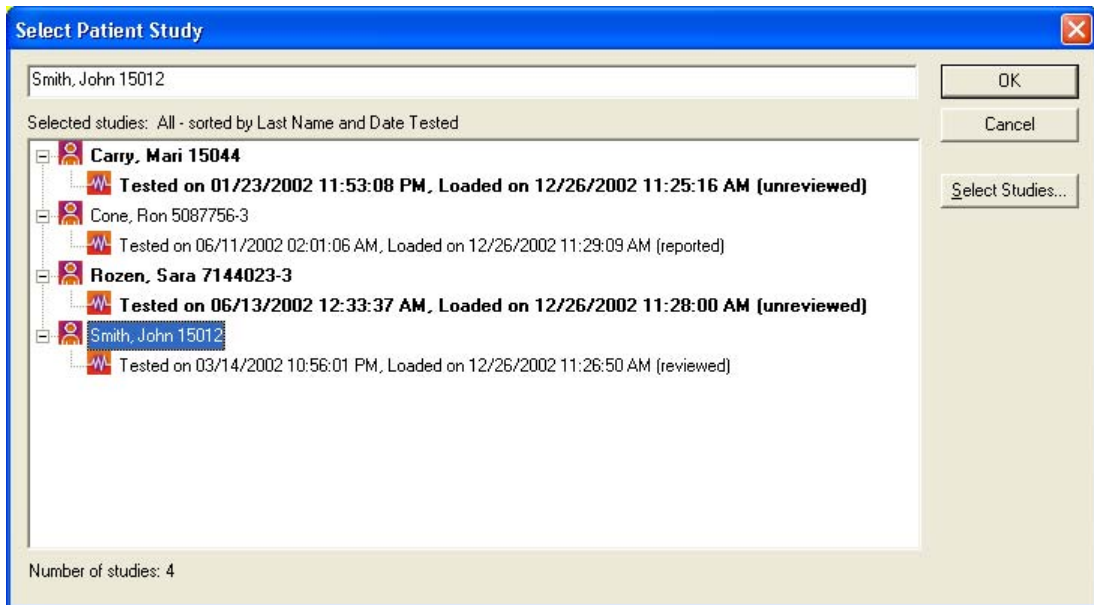 Select Patient Study
Smith, John 15012
OK
Selected studies: All - sorted by Last Name and Date Tested
Cancel
Carry, Mari 15044
Tested on 01/23/2002 11:53:08 PM, Loaded on 12/26/2002 11:25:16 AM (unreviewed)
Select Studies...
Cone, Ron 5087756-3
Tested on 06/11/2002 02:01:06 AM, Loaded on 12/26/2002 11:29:09 AM (reported)
Rozen, Sara 7144023-3
Tested on 06/13/2002 12:33:37 AM, Loaded on 12/26/2002 11:28:00 AM (unreviewed)
Smith, John 15012
Tested on 03/14/2002 10:56:01 PM, Loaded on 12/26/2002 11:26:50 AM (reviewed)
Number of studies: 4